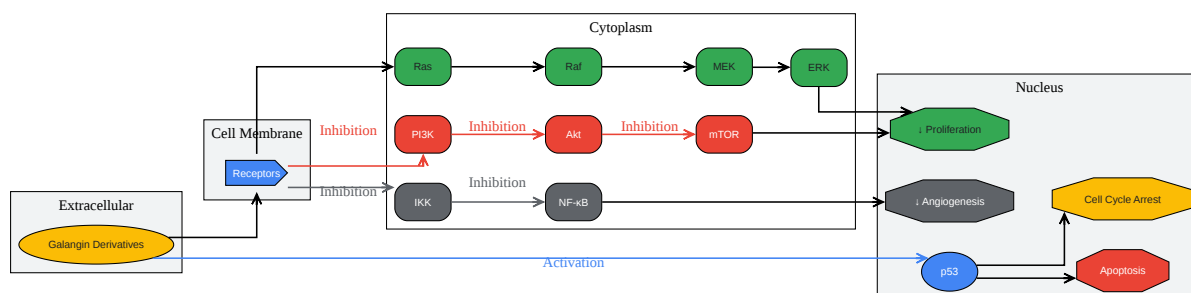 Cytoplasm
Ras
Raf
MEK
ERK
Nucleus
Cell Membrane
Inhibition
PI3K
Inhibition
Akt
Inhibition
mTOR
↓ Proliferation
Receptors
Inhibition
IKK
Inhibition
NF-κB
↓ Angiogenesis
Cell Cycle Arrest
Extracellular
Galangin Derivatives
Activation
p53
Apoptosis